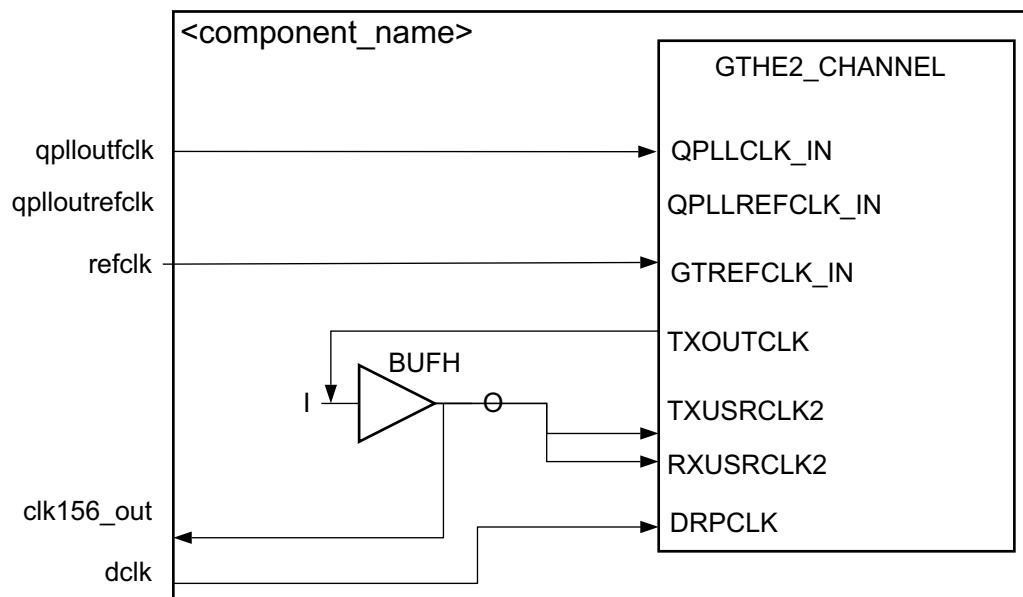 <component_name>
GTHE2_CHANNEL
qplloutfclk
QPLLCLK_IN
qplloutrefclk
QPLLREFCLK_IN
refclk
GTREFCLK_IN
TXOUTCLK
BUFH
I
O
TXUSRCLK2
RXUSRCLK2
clk156_out
DRPCLK
dclk